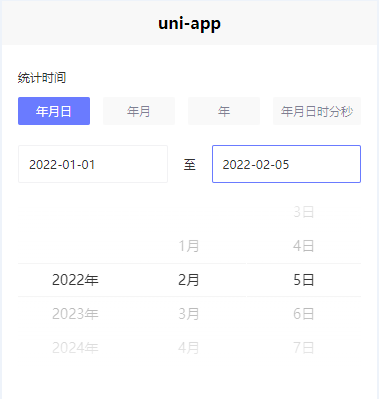 uni-app
统计时间
年月日 年月 年 年月日时分秒
2022-01-01 至 2022-02-05
3日
1月 4日
2022年 2月 5日
2023年 3月 6日
2024年 4月 7日